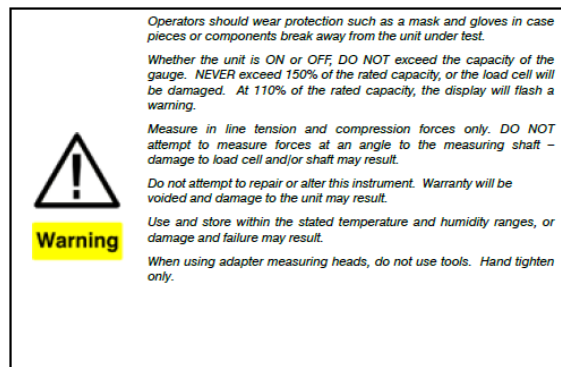 Operators should wear protection such as a mask and gloves in case
pieces or components break away from the unit under test.
Whether the unit is ON or OFF, DO NOT exceed the capacity of the
gauge. NEVER exceed 150% of the rated capacity, or the load cell will
be damaged. At 110% of the rated capacity, the display will flash a
warning.
Measure in line tension and compression forces only. DO NOT
attempt to measure forces at an angle to the measuring shaft –
damage to load cell and/or shaft may result.
Do not attempt to repair or alter this instrument. Warranty will be
voided and damage to the unit may result.
Use and store within the stated temperature and humidity ranges, or
damage and failure may result.
When using adapter measuring heads, do not use tools. Hand tighten
only.
Warning